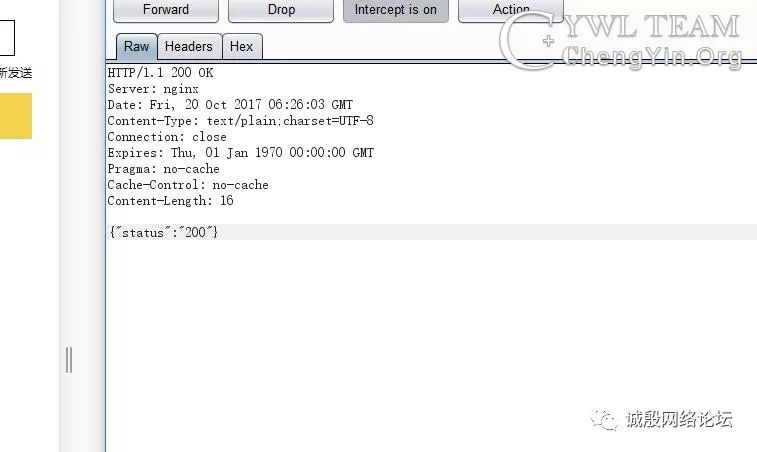 Forward Drop Intercept is on Action
YWL TEAM
ChengYin.Org
Raw Headers Hex
新发送
HTTP/1.1 200 OK
Server: nginx
Date: Fri, 20 Oct 2017 06:26:03 GMT
Content-Type: text/plain;charset=UTF-8
Connection: close
Expires: Thu, 01 Jan 1970 00:00:00 GMT
Pragma: no-cache
Cache-Control: no-cache
Content-Length: 16
{"status":"200"}
诚殷网络论坛